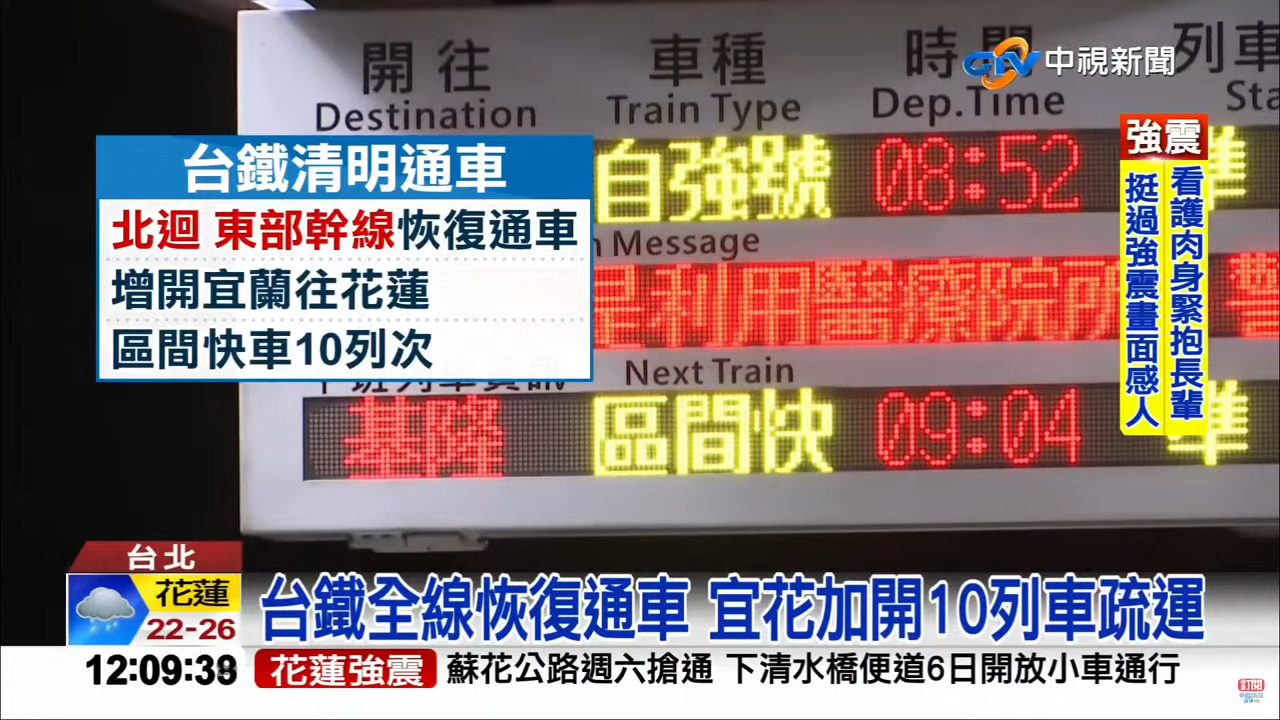 開往 車種 時間 列車
Destination Train Type Dep.Time Sta
CTV 中視新聞
台鐵清明通車
北迴 東部幹線恢復通車
增開宜蘭往花蓮
區間快車10列次
自強號 08:52 準
Message
利用醫療院所
Next Train
基隆 區間快 09:04 準
強震
看護肉身緊抱長輩
挺過強震畫面感人
台北
花蓮
22-26
台鐵全線恢復通車 宜花加開10列車疏運
12:09:38 花蓮強震 蘇花公路週六搶通 下清水橋便道6日開放小車通行
訂閱